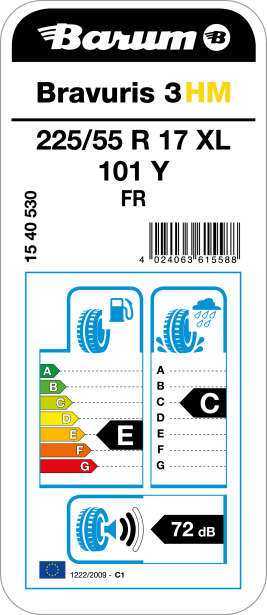 Barum B
Bravuris 3HM
225/55 R 17 XL
101 Y
FR
15 40 530
4 024063 615588
A
B
C
D
E
F
G
E
A
B
C
D
E
F
G
C
72 dB
1222/2009 - C1